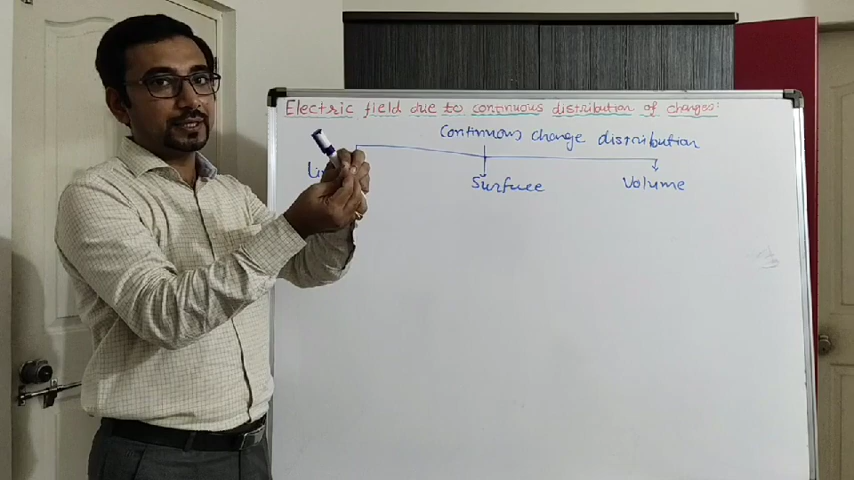 Electric field due to continuous distribution of charges:
Continuous charge distribution
Surface
Volume